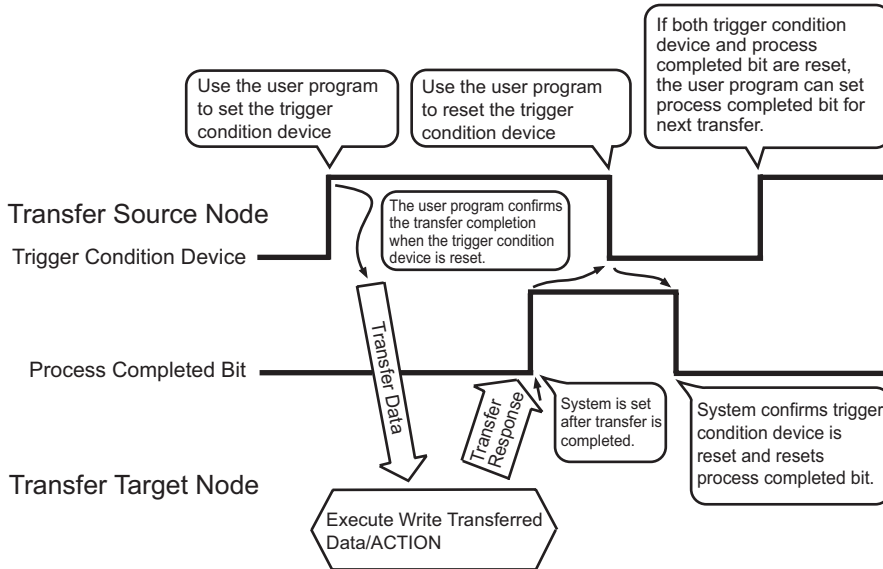 If both trigger condition
device and process
completed bit are reset,
the user program can set
process completed bit for
next transfer.
Use the user program
to set the trigger
condition device
Use the user program
to reset the trigger
condition device
Transfer Source Node
The user program confirms
the transfer completion
when the trigger condition
device is reset.
Trigger Condition Device
Transfer Data
Process Completed Bit
Transfer
Response
System is set
after transfer is
completed.
System confirms trigger
condition device is
reset and resets
process completed bit.
Transfer Target Node
Execute Write Transferred
Data/ACTION